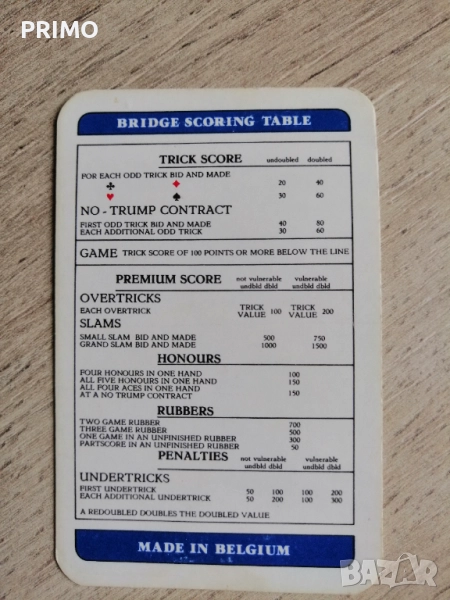 PRIMO
BRIDGE SCORING TABLE
TRICK SCORE undoubled doubled
FOR EACH ODD TRICK BID AND MADE
♣ ♦ 20 40
♥ ♠ 30 60
NO - TRUMP CONTRACT
FIRST ODD TRICK BID AND MADE 40 80
EACH ADDITIONAL ODD TRICK 30 60
GAME TRICK SCORE OF 100 POINTS OR MORE BELOW THE LINE
PREMIUM SCORE not vulnerable vulnerable
undbld dbld undbld dbld
OVERTRICKS
EACH OVERTRICK TRICK VALUE 100 TRICK VALUE 200
SLAMS
SMALL SLAM BID AND MADE 500 750
GRAND SLAM BID AND MADE 1000 1500
HONOURS
FOUR HONOURS IN ONE HAND 100
ALL FIVE HONOURS IN ONE HAND 150
ALL FOUR ACES IN ONE HAND
AT A NO TRUMP CONTRACT 150
RUBBERS
TWO GAME RUBBER 700
THREE GAME RUBBER 500
ONE GAME IN AN UNFINISHED RUBBER 300
PARTSCORE IN AN UNFINISHED RUBBER 50
PENALTIES not vulnerable vulnerable
undbld dbld undbld dbld
UNDERTRICKS
FIRST UNDERTRICK 50 100 100 200
EACH ADDITIONAL UNDERTRICK 50 200 100 300
A REDOUBLED DOUBLES THE DOUBLED VALUE
MADE IN BELGIUM
BAZAR